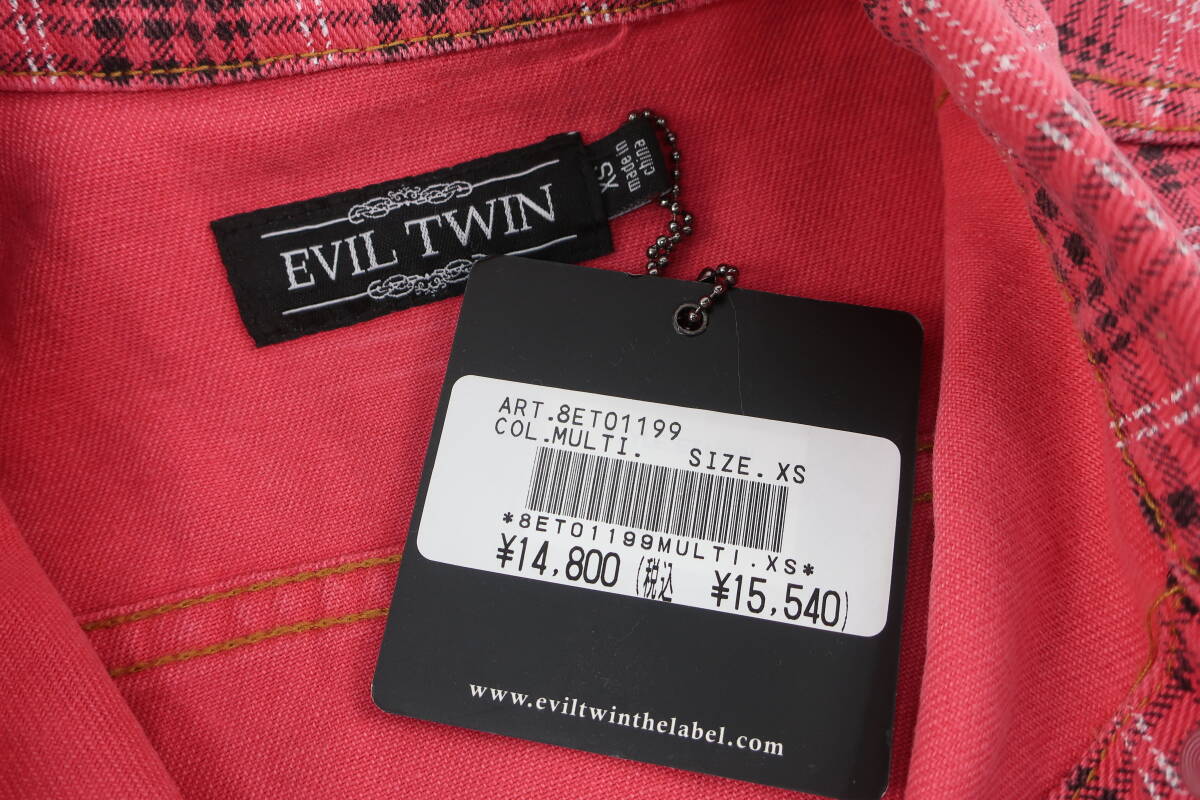 EVIL TWIN
XS
made in
china
ART.8ET01199
COL.MULTI. SIZE.XS
*8ET01199MULTI.XS*
¥14,800 (税込 ¥15,540)
www.eviltwinthelabel.com